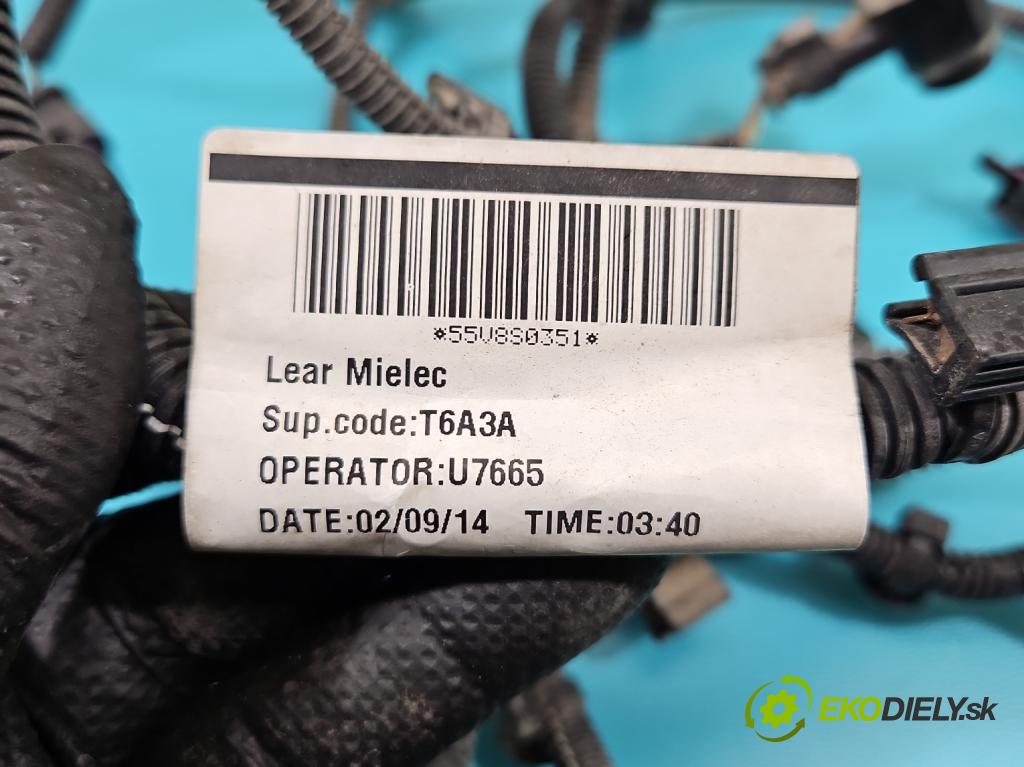 *55V8S0351*
Lear Mielec
Sup.code:T6A3A
OPERATOR:U7665
DATE:02/09/14 TIME:03:40
EKODIELY.sk